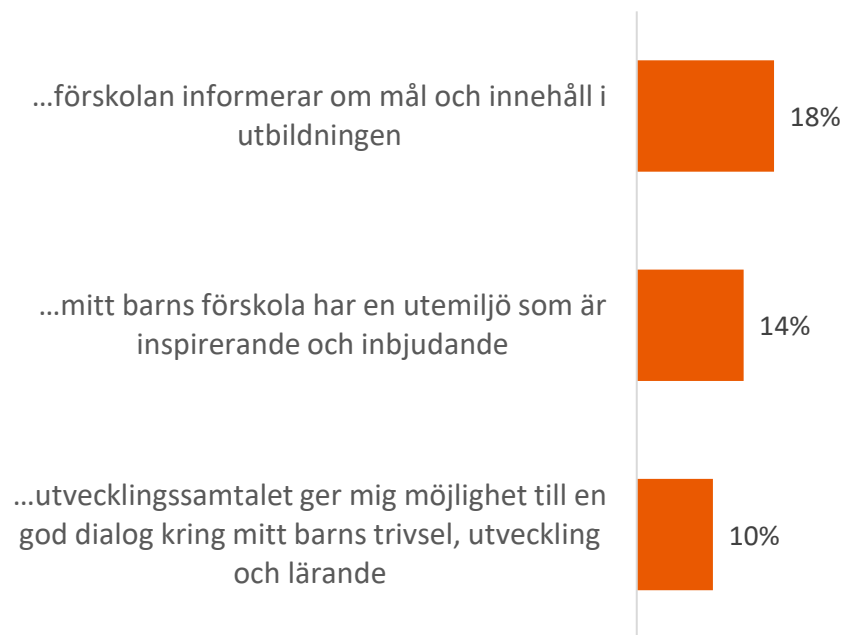 ...förskolan informerar om mål och innehåll i
utbildningen
18%
...mitt barns förskola har en utemiljö som är
inspirerande och inbjudande
14%
...utvecklingssamtalet ger mig möjlighet till en
god dialog kring mitt barns trivsel, utveckling
och lärande
10%